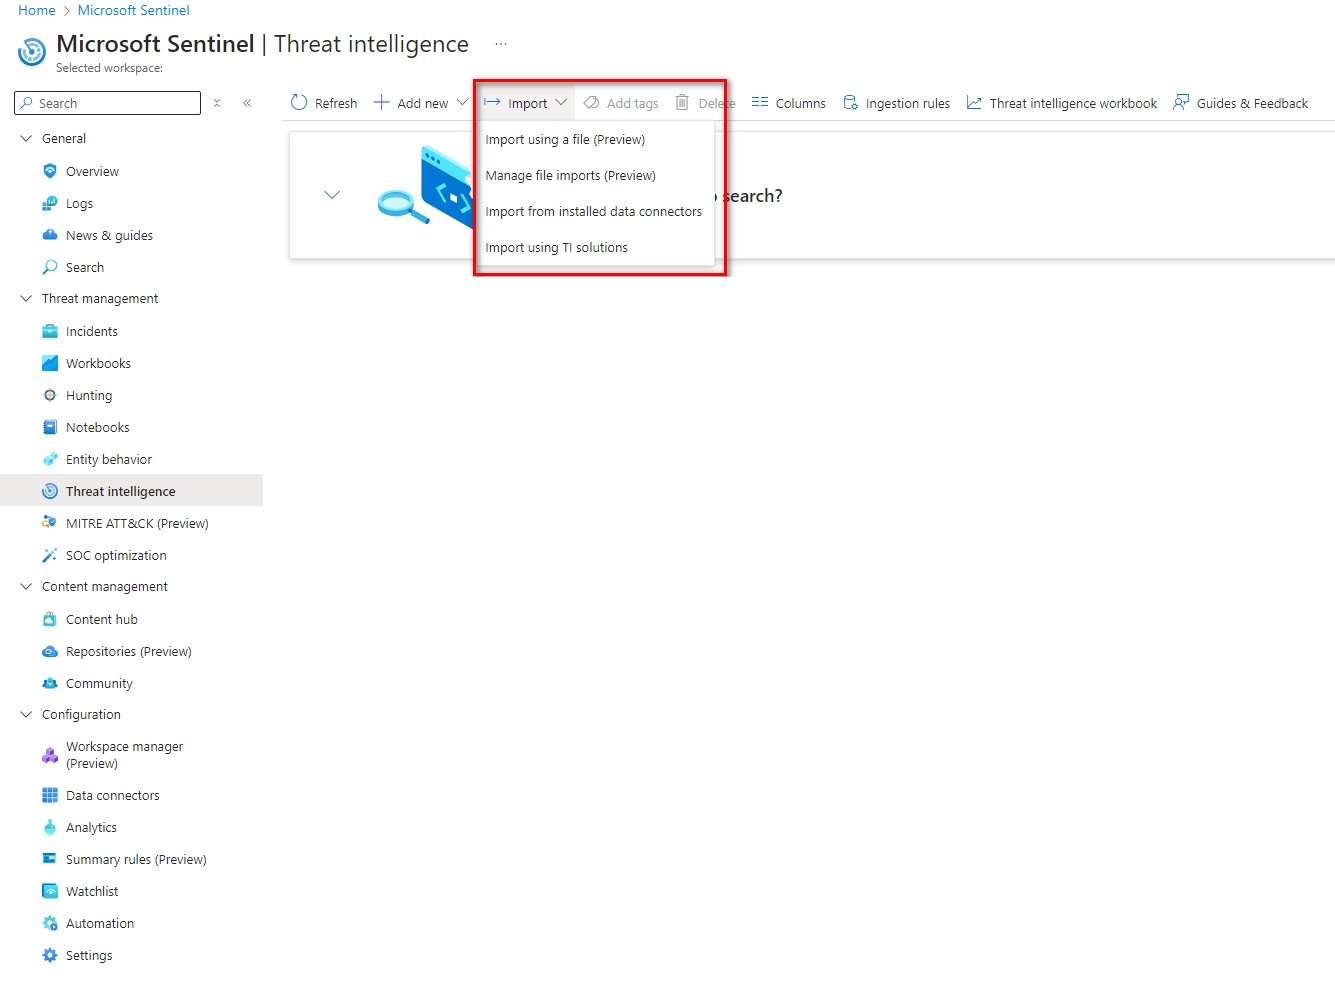 Home > Microsoft Sentinel
Microsoft Sentinel | Threat intelligence ...
Selected workspace:
Search
Refresh Add new Import Add tags Delete Columns Ingestion rules Threat intelligence workbook Guides & Feedback
Import using a file (Preview)
Manage file imports (Preview)
Import from installed data connectors
Import using TI solutions
search?
General
Overview
Logs
News & guides
Search
Threat management
Incidents
Workbooks
Hunting
Notebooks
Entity behavior
Threat intelligence
MITRE ATT&CK (Preview)
SOC optimization
Content management
Content hub
Repositories (Preview)
Community
Configuration
Workspace manager
(Preview)
Data connectors
Analytics
Summary rules (Preview)
Watchlist
Automation
Settings